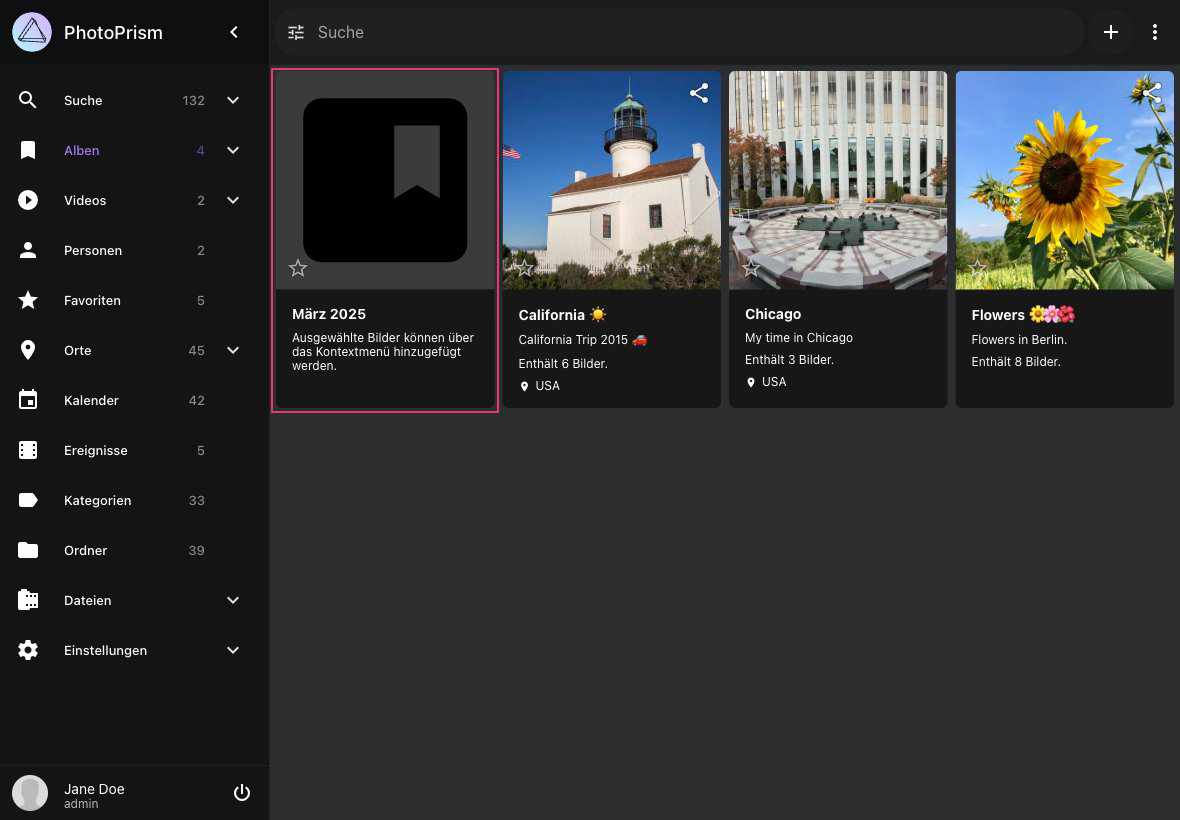 PhotoPrism
Suche
Suche 132
Alben 4
Videos 2
Personen 2
Favoriten 5
Orte 45
Kalender 42
Ereignisse 5
Kategorien 33
Ordner 39
Dateien
Einstellungen
Jane Doe
admin
März 2025
Ausgewählte Bilder können über
das Kontextmenü hinzugefügt
werden.
California ☀️
California Trip 2015 🚗
Enthält 6 Bilder.
USA
Chicago
My time in Chicago
Enthält 3 Bilder.
USA
Flowers 🌼🌸🌺
Flowers in Berlin.
Enthält 8 Bilder.